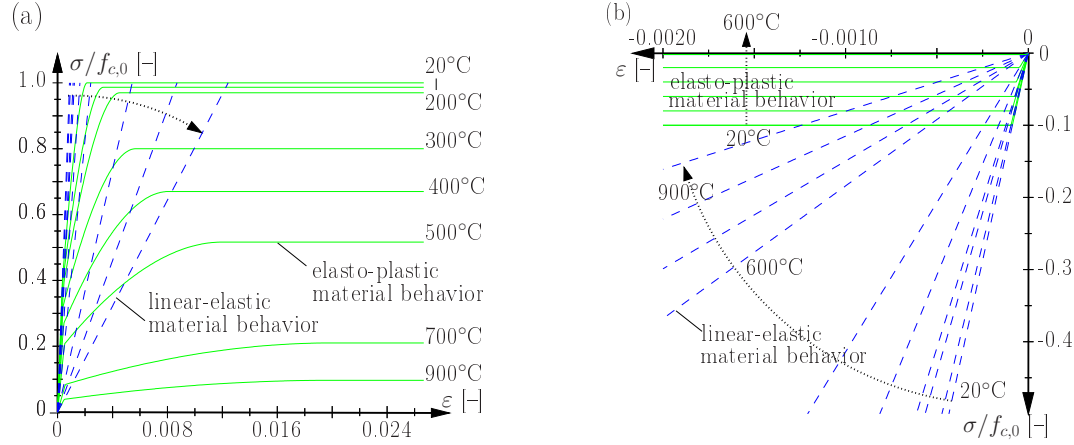 (a)
σ/f_{c,0} [–]
1.0
0.8
0.6
0.4
0.2
0
0
0.008
0.016
0.024
ε [–]
20°C
200°C
300°C
400°C
500°C
700°C
900°C
elasto-plastic
material behavior
linear-elastic
material behavior
(b)
600°C
-0.0020
-0.0010
0
ε [–]
0
-0.1
-0.2
-0.3
-0.4
elasto-plastic
material behavior
20°C
900°C
600°C
linear-elastic
material behavior
20°C
σ/f_{c,0} [–]